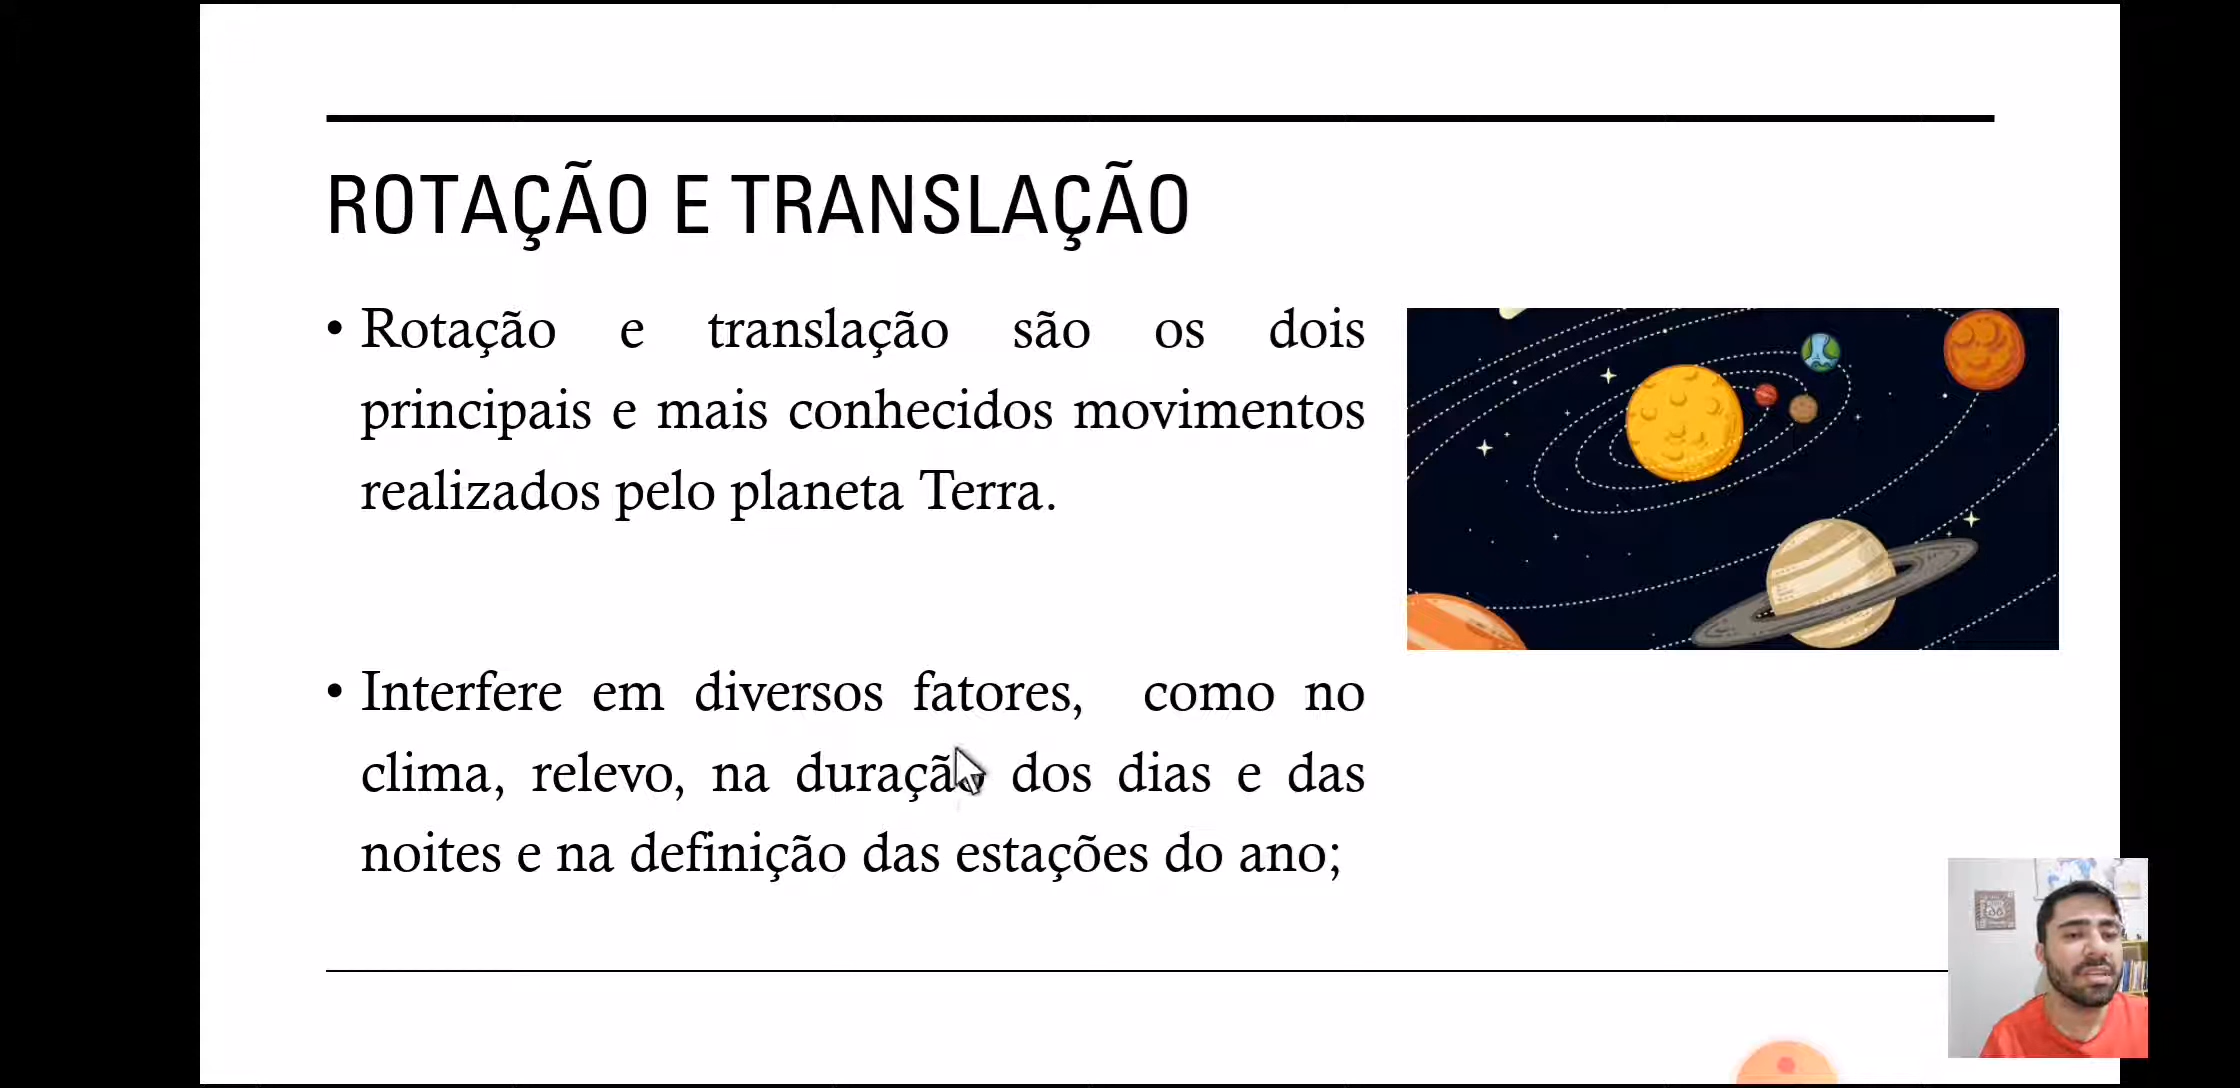 ROTAÇÃO E TRANSLAÇÃO
• Rotação e translação são os dois
principais e mais conhecidos movimentos
realizados pelo planeta Terra.
• Interfere em diversos fatores, como no
clima, relevo, na duração dos dias e das
noites e na definição das estações do ano;